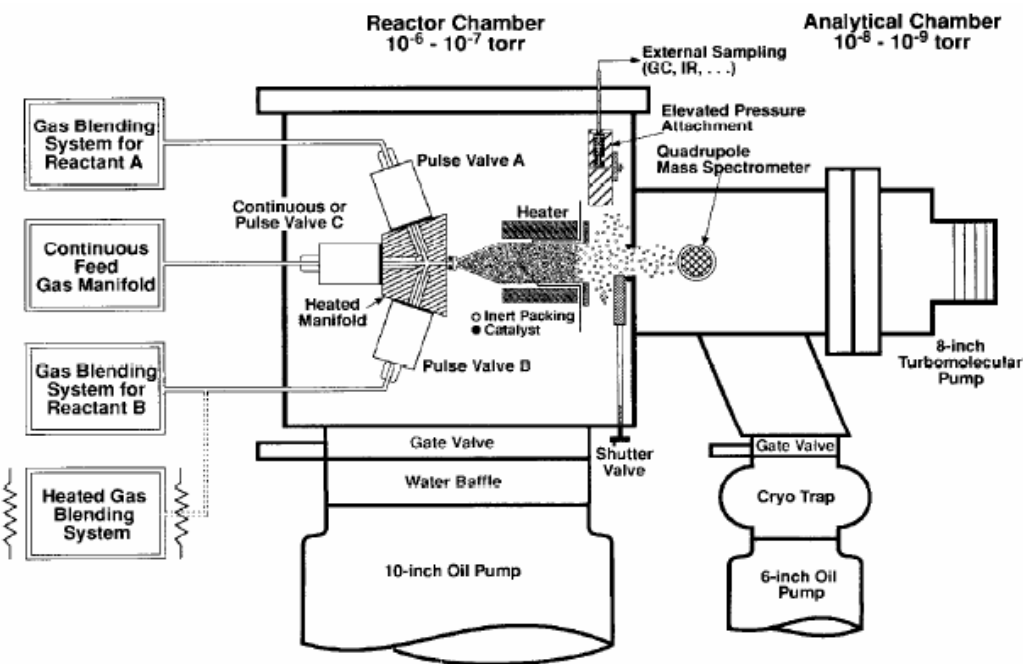 Reactor Chamber
10-6 - 10-7 torr
Analytical Chamber
10-8 - 10-9 torr
External Sampling
(GC, IR, . . .)
Elevated Pressure
Attachment
Quadrupole
Mass Spectrometer
Gas Blending
System for
Reactant A
Pulse Valve A
Continuous or
Pulse Valve C
Heater
Continuous
Feed
Gas Manifold
Heated
Manifold
Inert Packing
Catalyst
Gas Blending
System for
Reactant B
Pulse Valve B
8-inch
Turbomolecular
Pump
Gate Valve
Shutter
Valve
Gate Valve
Water Baffle
Heated Gas
Blending
System
Cryo Trap
10-inch Oil Pump
6-inch Oil
Pump